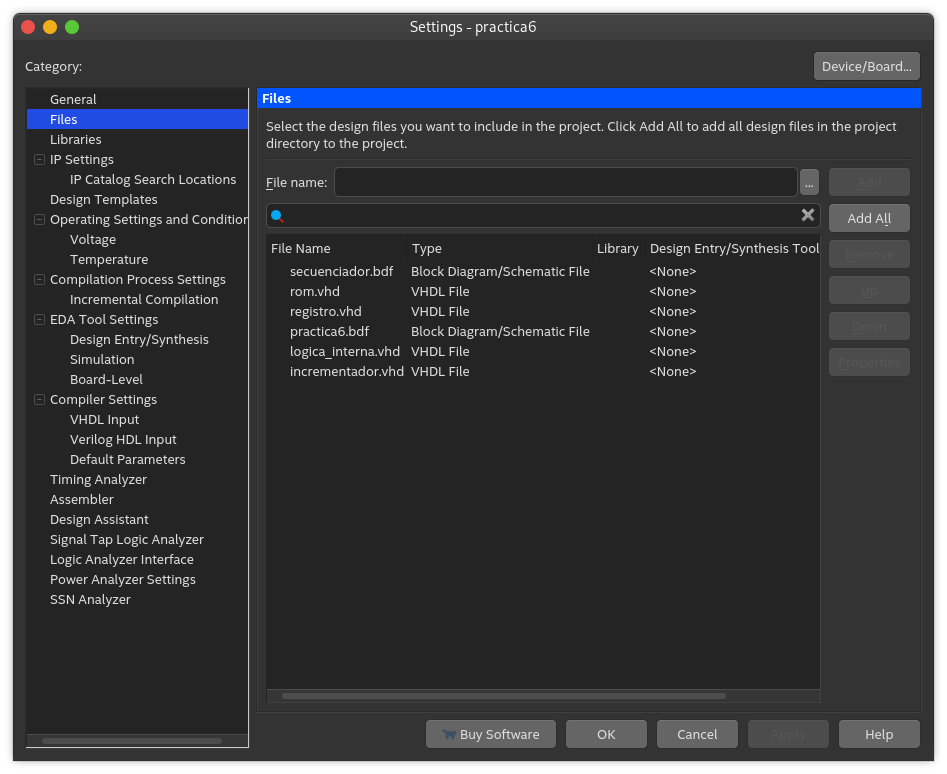 Settings - practica6
Category:
Device/Board...
General
Files
Libraries
IP Settings
IP Catalog Search Locations
Design Templates
Operating Settings and Condition
Voltage
Temperature
Compilation Process Settings
Incremental Compilation
EDA Tool Settings
Design Entry/Synthesis
Simulation
Board-Level
Compiler Settings
VHDL Input
Verilog HDL Input
Default Parameters
Timing Analyzer
Assembler
Design Assistant
Signal Tap Logic Analyzer
Logic Analyzer Interface
Power Analyzer Settings
SSN Analyzer
Files
Select the design files you want to include in the project. Click Add All to add all design files in the project
directory to the project.
File name:
...
Add
Add All
Remove
Up
Down
Properties
File Name Type Library Design Entry/Synthesis Tool
secuenciador.bdf Block Diagram/Schematic File <None>
rom.vhd VHDL File <None>
registro.vhd VHDL File <None>
practica6.bdf Block Diagram/Schematic File <None>
logica_interna.vhd VHDL File <None>
incrementador.vhd VHDL File <None>
Buy Software
OK
Cancel
Apply
Help